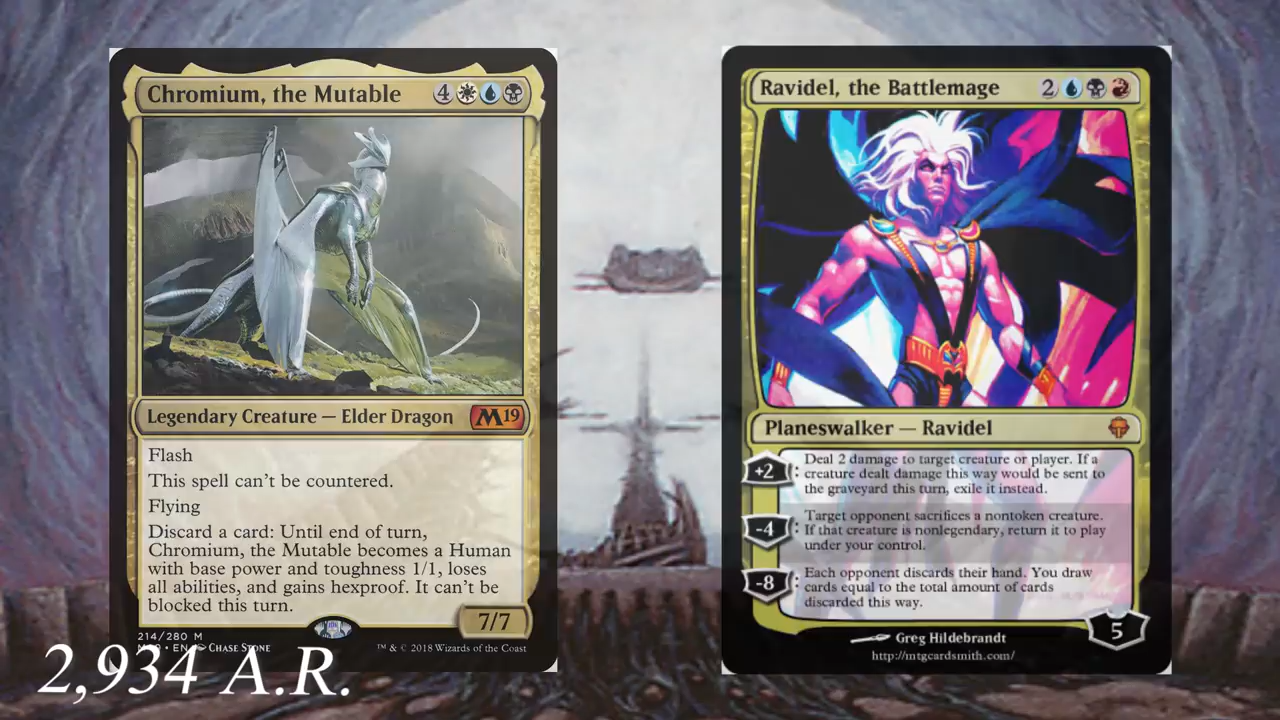 Chromium, the Mutable 4
Legendary Creature — Elder Dragon M19
Flash
This spell can't be countered.
Flying
Discard a card: Until end of turn,
Chromium, the Mutable becomes a Human
with base power and toughness 1/1, loses
all abilities, and gains hexproof. It can't be
blocked this turn.
7/7
214/280 M
EN CHASE STONE
™ & © 2018 Wizards of the Coast
2,934 A.R.
Ravidel, the Battlemage 2
Planeswalker — Ravidel
+2: Deal 2 damage to target creature or player. If a
creature dealt damage this way would be sent to
the graveyard this turn, exile it instead.
-4: Target opponent sacrifices a nontoken creature.
If that creature is nonlegendary, return it to play
under your control.
-8: Each opponent discards their hand. You draw
cards equal to the total amount of cards
discarded this way.
5
Greg Hildebrandt
http://mtgcardsmith.com/